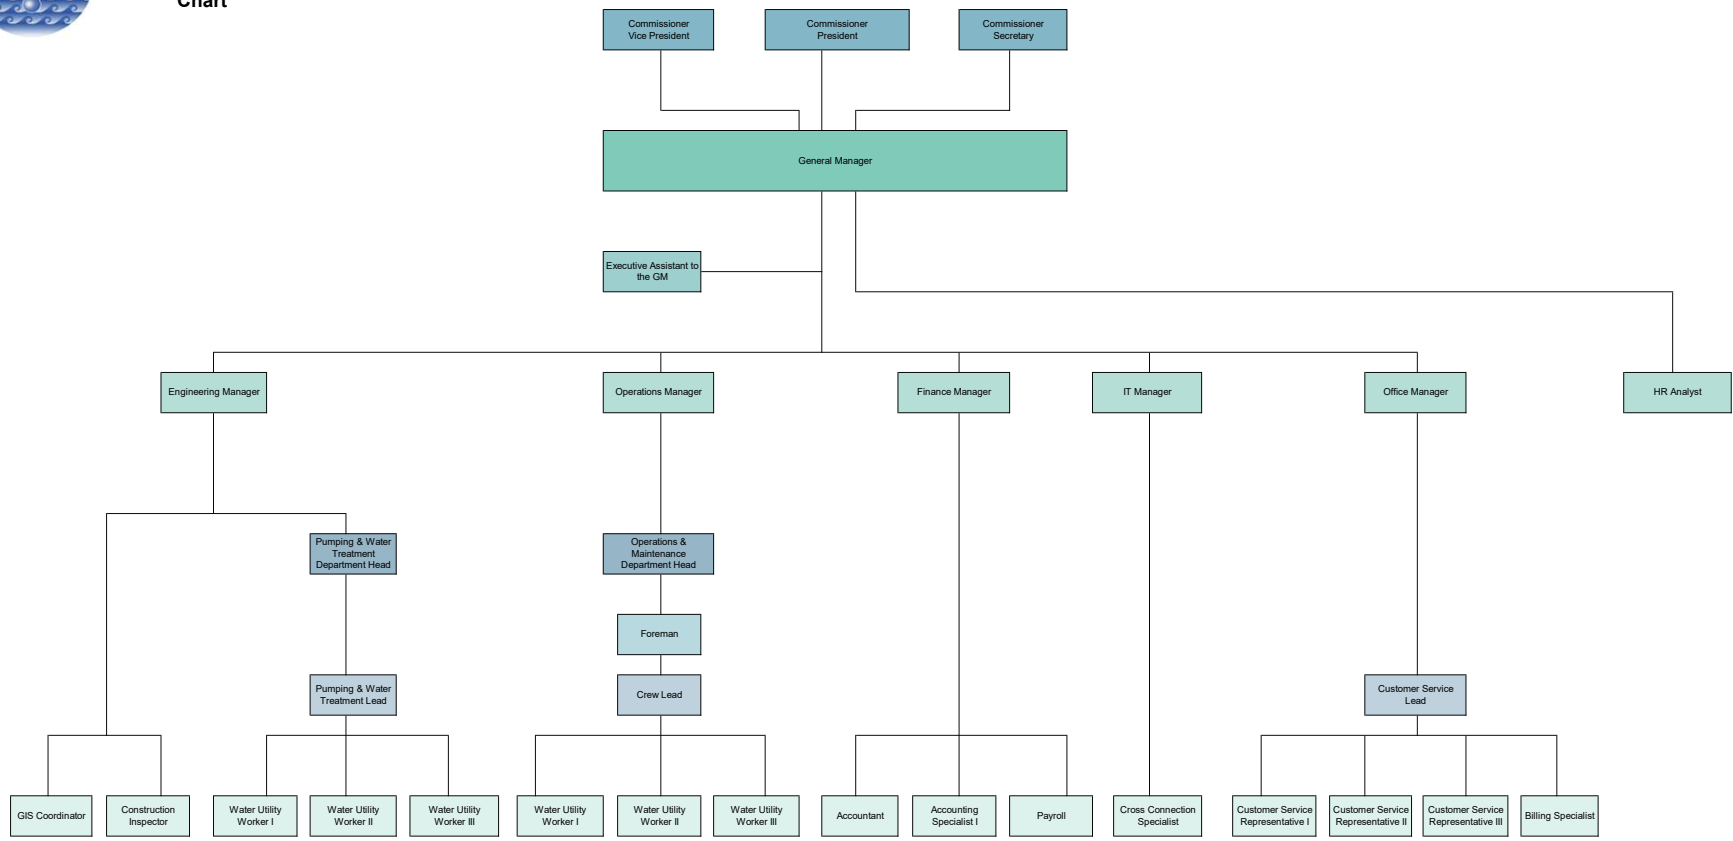 Chart
Commissioner
Vice President
Commissioner
President
Commissioner
Secretary
General Manager
Executive Assistant to
the GM
Engineering Manager
Operations Manager
Finance Manager
IT Manager
Office Manager
HR Analyst
Pumping & Water
Treatment
Department Head
Operations &
Maintenance
Department Head
Foreman
Pumping & Water
Treatment Lead
Crew Lead
Customer Service
Lead
GIS Coordinator
Construction
Inspector
Water Utility
Worker I
Water Utility
Worker II
Water Utility
Worker III
Water Utility
Worker I
Water Utility
Worker II
Water Utility
Worker III
Accountant
Accounting
Specialist I
Payroll
Cross Connection
Specialist
Customer Service
Representative I
Customer Service
Representative II
Customer Service
Representative III
Billing Specialist